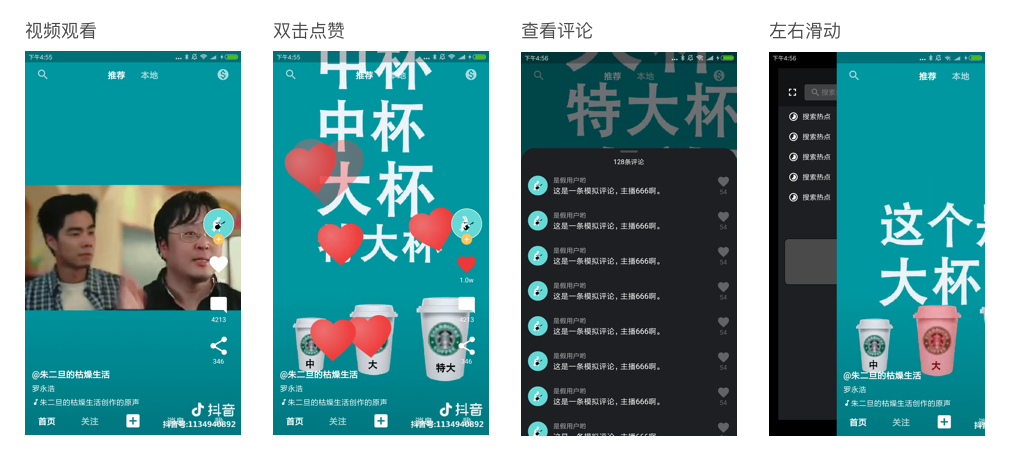 视频观看
下午4:55
推荐 本地
4213
346
@朱二旦的枯燥生活
罗永浩
朱二旦的枯燥生活创作的原声
抖音
首页 关注 消息 我
抖音号:1134940892
双击点赞
下午4:55
推荐 本地
中杯
中杯
大杯
特大杯
1.0w
4213
346
中
大
特大
@朱二旦的枯燥生活
罗永浩
朱二旦的枯燥生活创作的原声
抖音
首页 关注 消息 我
抖音号:1134940892
查看评论
下午4:56
推荐 本地
特大杯
128条评论
是假用户哟
这是一条模拟评论，主播666啊。
54
是假用户哟
这是一条模拟评论，主播666啊。
54
是假用户哟
这是一条模拟评论，主播666啊。
54
是假用户哟
这是一条模拟评论，主播666啊。
54
是假用户哟
这是一条模拟评论，主播666啊。
54
是假用户哟
这是一条模拟评论，主播666啊。
54
是假用户哟
这是一条模拟评论，主播666啊。
54
是假用户哟
这是一条模拟评论，主播666啊。
左右滑动
下午4:56
推荐 本地
搜索
搜索热点
搜索热点
搜索热点
搜索热点
搜索热点
这个是
大杯
中
大
@朱二旦的枯燥生活
罗永浩
朱二旦的枯燥生活创作的原声
首页 关注
抖